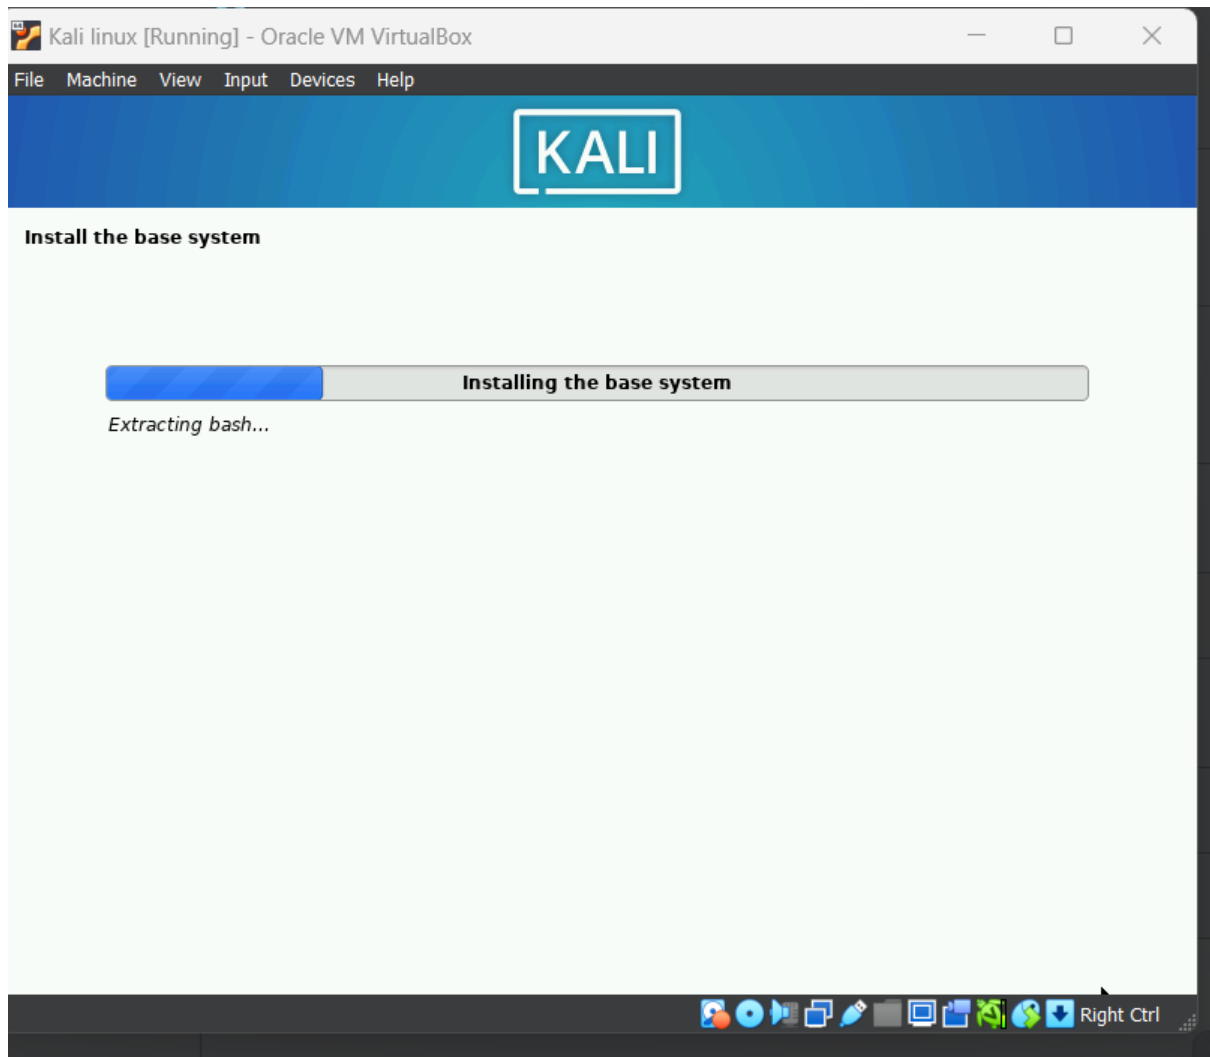 Kali linux [Running] - Oracle VM VirtualBox
File Machine View Input Devices Help
KALI
Install the base system
Installing the base system
Extracting bash...
Right Ctrl